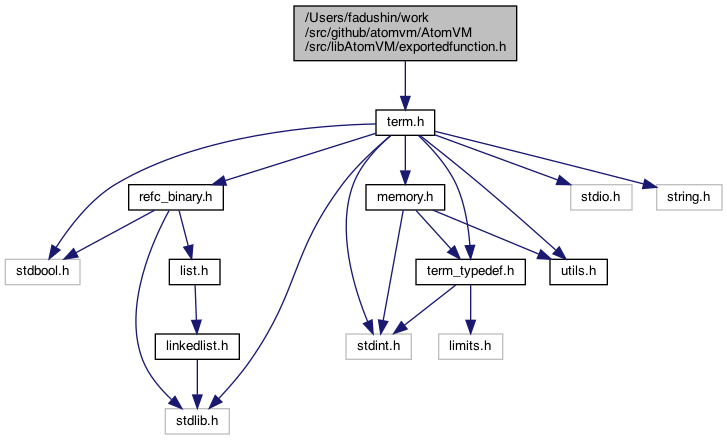 /Users/fadushin/work
/src/github/atomvm/AtomVM
/src/libAtomVM/exportedfunction.h
term.h
refc_binary.h
memory.h
stdio.h
string.h
stdbool.h
list.h
term_typedef.h
utils.h
linkedlist.h
stdint.h
limits.h
stdlib.h